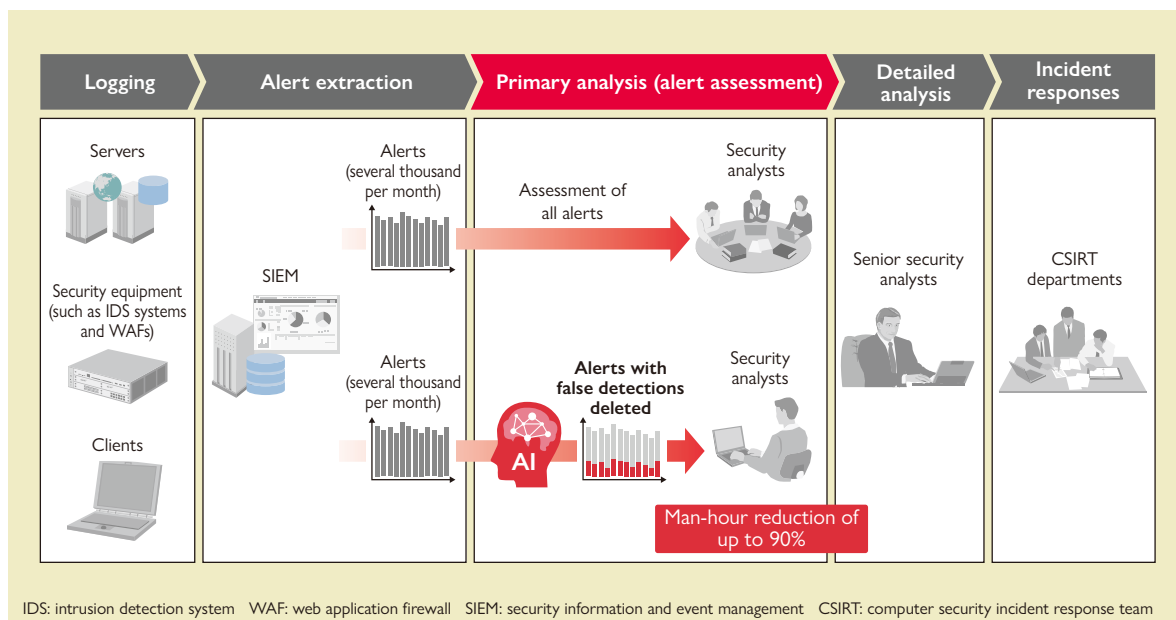 Logging
Alert extraction
Primary analysis (alert assessment)
Detailed
analysis
Incident
responses
Servers
Security equipment
(such as IDS systems
and WAFs)
Clients
SIEM
Alerts
(several thousand
per month)
Alerts
(several thousand
per month)
Assessment of
all alerts
Security
analysts
AI
Alerts with
false detections
deleted
Security
analysts
Man-hour reduction of
up to 90%
Senior security
analysts
CSIRT
departments
IDS: intrusion detection system WAF: web application firewall SIEM: security information and event management CSIRT: computer security incident response team